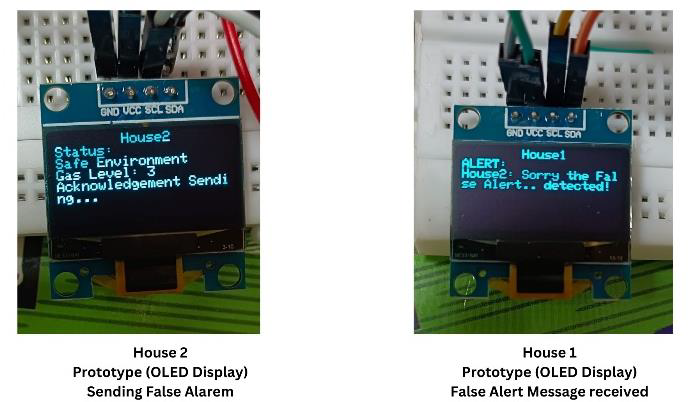 GND VCC SCL SDA
House2
Status:
Safe Environment
Gas Level: 3
Acknowledgement Sendi
ng...
House 2
Prototype (OLED Display)
Sending False Alarem
GND VCC SCL SDA
House1
ALERT:
House2: Sorry the Fal
se Alert.. detected!
House 1
Prototype (OLED Display)
False Alert Message received